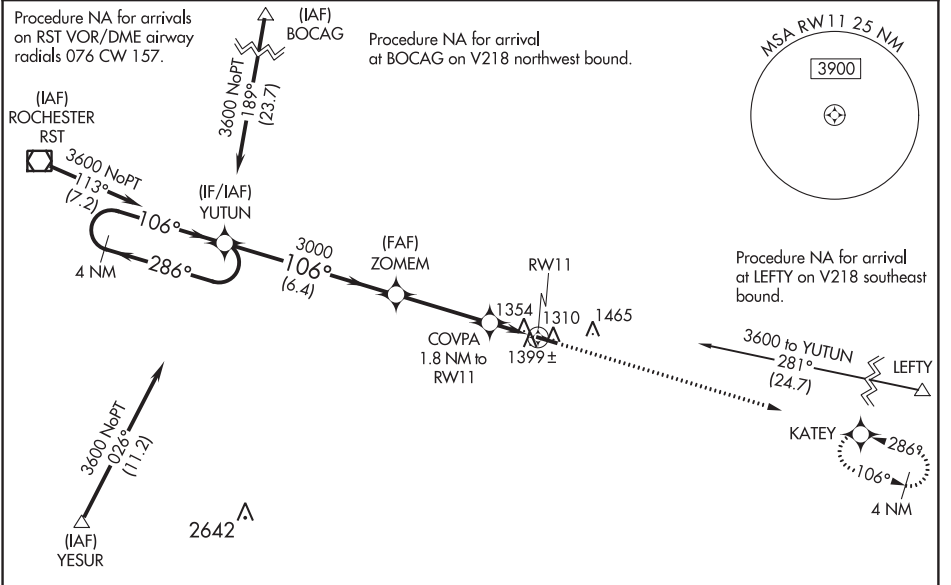 Procedure NA for arrivals
on RST VOR/DME airway
radials 076 CW 157.
(IAF)
BOCAG
Procedure NA for arrival
at BOCAG on V218 northwest bound.
MSA RW11 25 NM
3900
3600 NoPT
189°
(23.7)
(IAF)
ROCHESTER
RST
3600 NoPT
113°
(7.2)
(IF/IAF)
YUTUN
106°
286°
4 NM
3000
106°
(6.4)
(FAF)
ZOMEM
RW11
1354
1310
1465
1399±
COVPA
1.8 NM to
RW11
Procedure NA for arrival
at LEFTY on V218 southeast
bound.
3600 to YUTUN
281°
(24.7)
LEFTY
KATEY
286°
106°
4 NM
3600 NoPT
026°
(11.2)
(IAF)
YESUR
2642